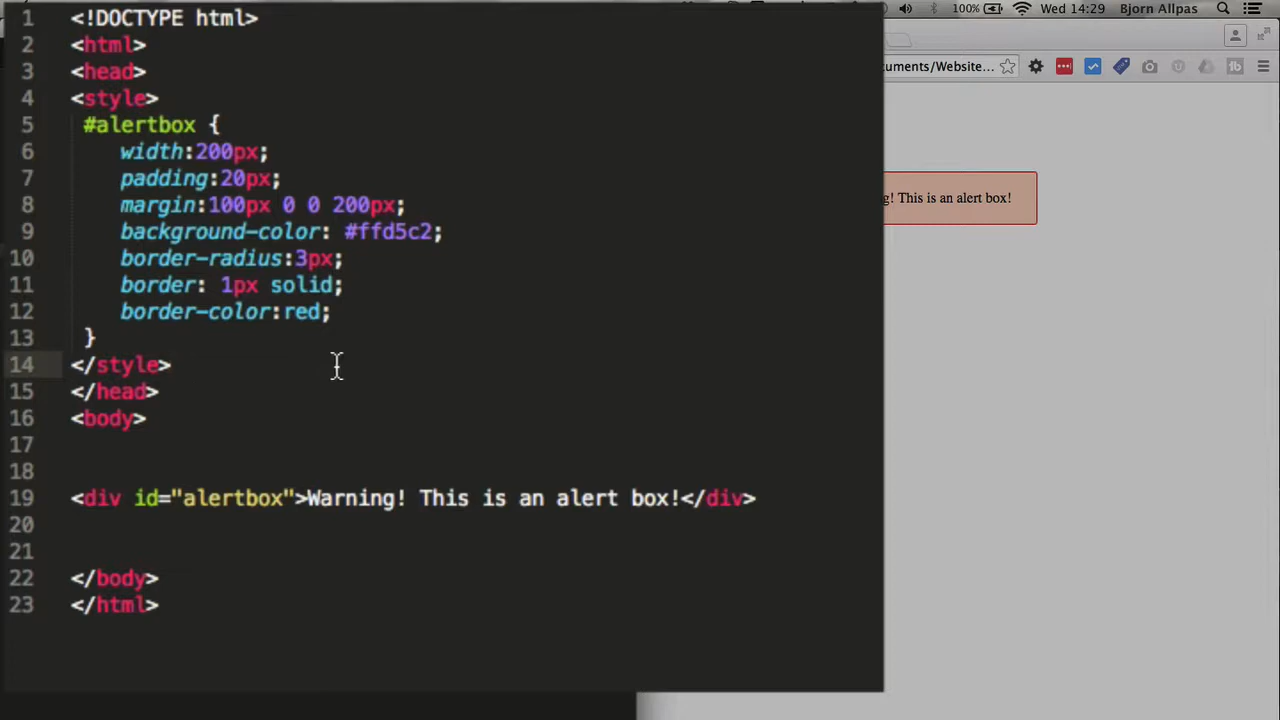 100% Wed 14:29 Bjorn Allpas
cuments/Website...
1 <!DOCTYPE html>
2 <html>
3 <head>
4 <style>
5 #alertbox {
6 width:200px;
7 padding:20px;
8 margin:100px 0 0 200px;
9 background-color: #ffd5c2;
10 border-radius:3px;
11 border: 1px solid;
12 border-color:red;
13 }
14 </style>
15 </head>
16 <body>
17
18
19 <div id="alertbox">Warning! This is an alert box!</div>
20
21
22 </body>
23 </html>
g! This is an alert box!